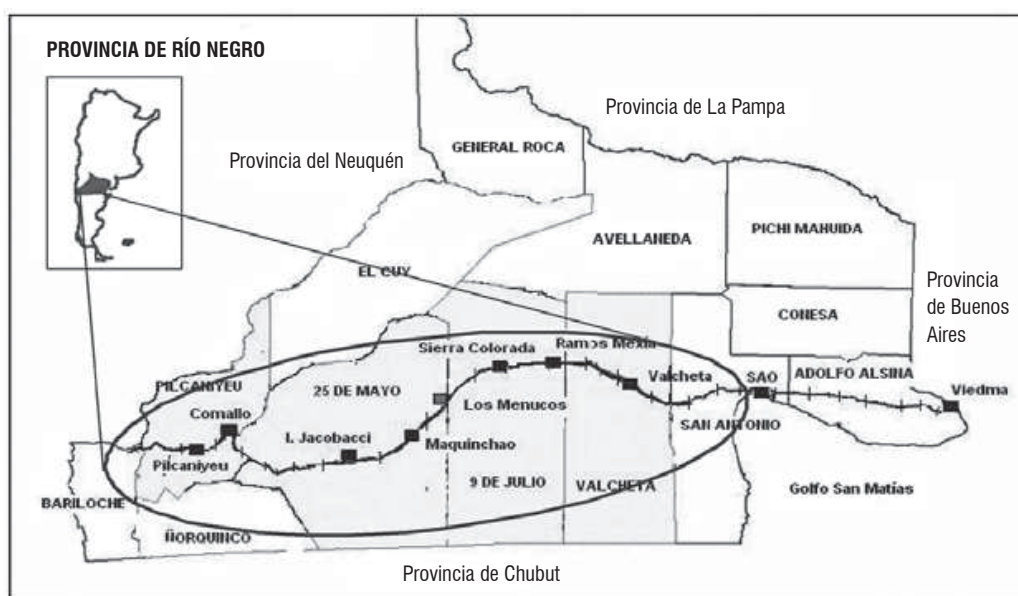 PROVINCIA DE RÍO NEGRO
Provincia de La Pampa
Provincia del Neuquén
GENERAL ROCA
AVELLANEDA
PICHI MAHUIDA
EL CUY
Provincia
de Buenos
Aires
CONESA
Sierra Colorada
Ramos Mexia
PILCANIYEU
25 DE MAYO
Valcheta
SAO
ADOLFO ALSINA
Viedma
Comallo
Los Menucos
SAN ANTONIO
I. Jacobacci
Maquinchao
Pilcaniyeu
9 DE JULIO
VALCHETA
Golfo San Matías
BARILOCHE
ÑORQUINCO
Provincia de Chubut